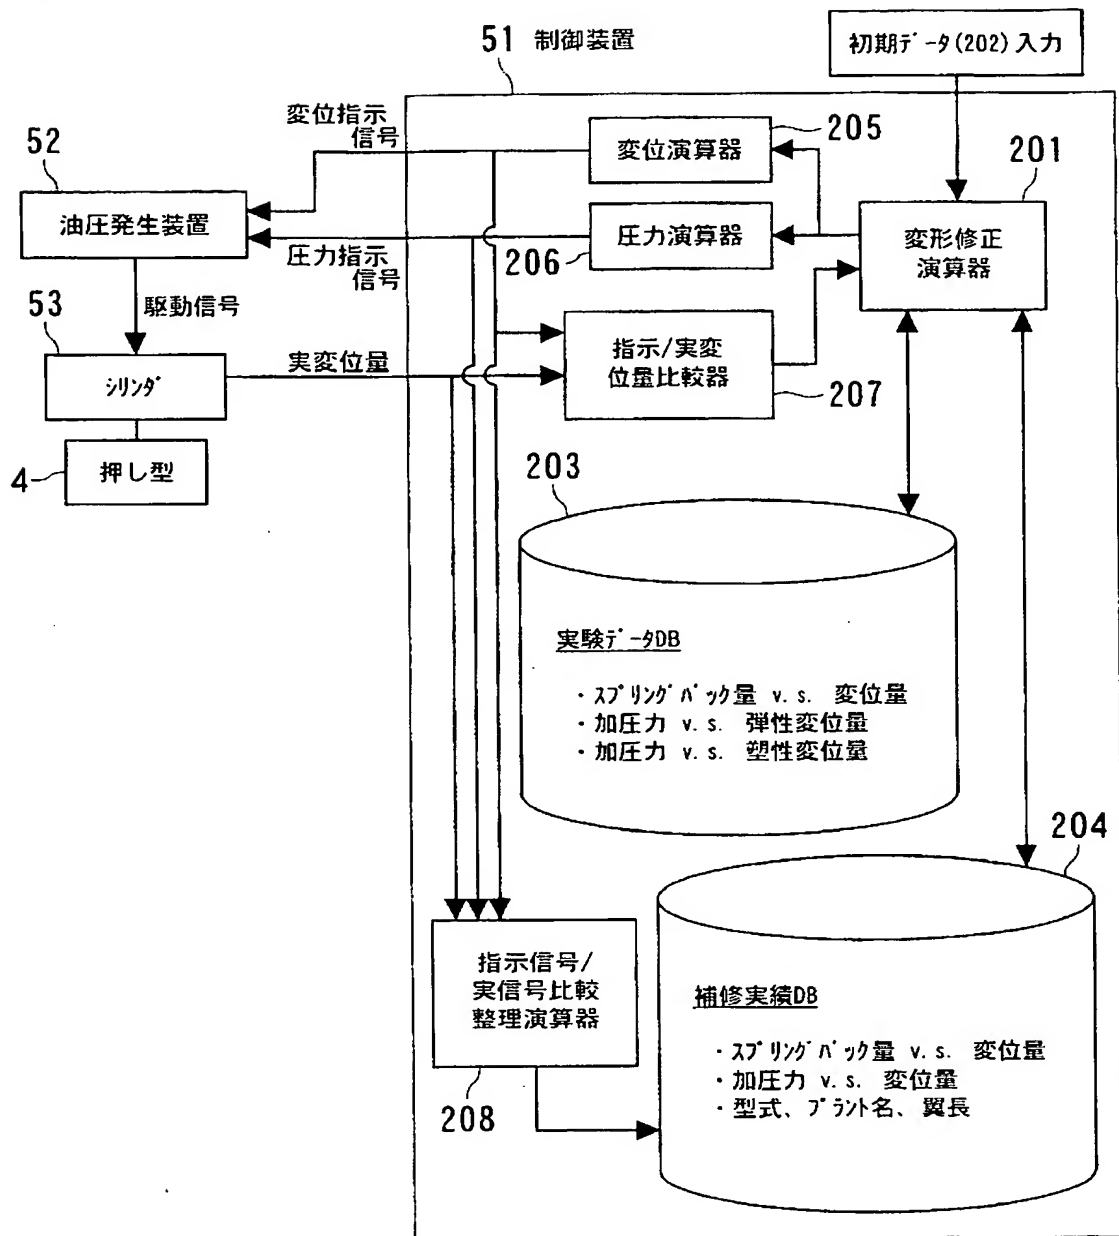 51 制御装置
初期データ(202)入力
変位指示
信号
205
変位演算器
201
52
油圧発生装置
圧力演算器
206
変形修正
演算器
圧力指示
信号
駆動信号
53
シリンダ
実変位量
指示/実変
位量比較器
207
4
押し型
203
実験データDB
・スプリングバック量 v.s. 変位量
・加圧力 v.s. 弾性変位量
・加圧力 v.s. 塑性変位量
204
指示信号/
実信号比較
整理演算器
208
補修実績DB
・スプリングバック量 v.s. 変位量
・加圧力 v.s. 変位量
・型式、プラント名、翼長